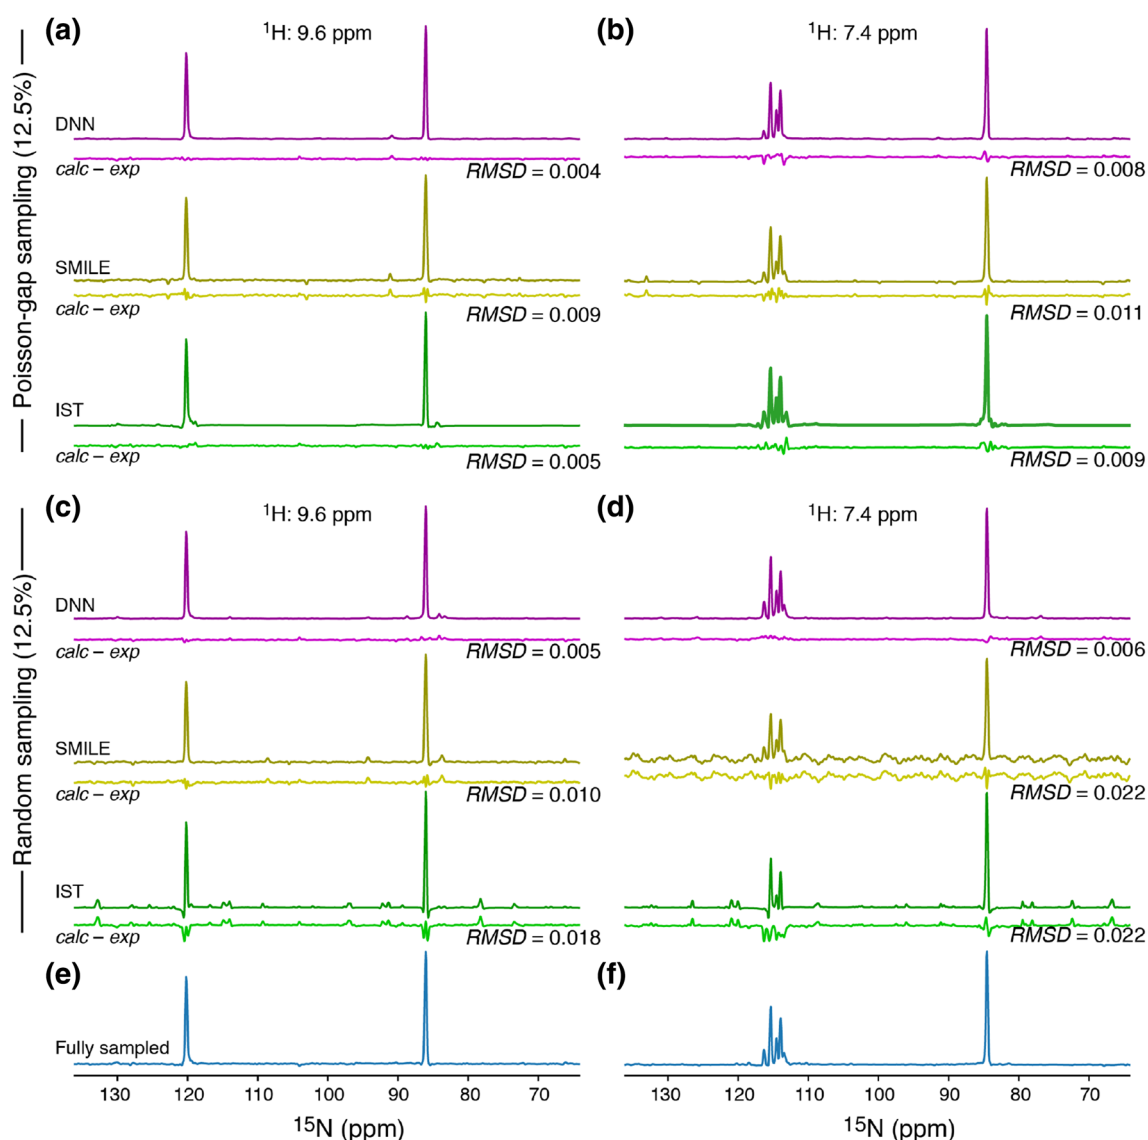 (a)
¹H: 9.6 ppm
(b)
¹H: 7.4 ppm
Poisson-gap sampling (12.5%)
DNN
calc – exp
RMSD = 0.004
RMSD = 0.008
SMILE
calc – exp
RMSD = 0.009
RMSD = 0.011
IST
calc – exp
RMSD = 0.005
RMSD = 0.009
(c)
¹H: 9.6 ppm
(d)
¹H: 7.4 ppm
Random sampling (12.5%)
DNN
calc – exp
RMSD = 0.005
RMSD = 0.006
SMILE
calc – exp
RMSD = 0.010
RMSD = 0.022
IST
calc – exp
RMSD = 0.018
RMSD = 0.022
(e)
(f)
Fully sampled
130 120 110 100 90 80 70
130 120 110 100 90 80 70
¹⁵N (ppm)
¹⁵N (ppm)